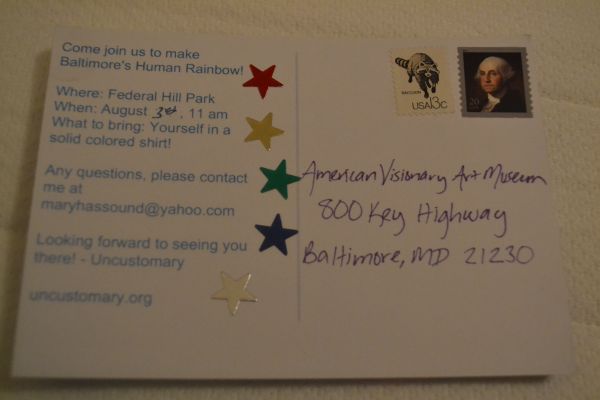 Come join us to make
Baltimore's Human Rainbow!
Where: Federal Hill Park
When: August 3rd, 11 am
What to bring: Yourself in a
solid colored shirt!
Any questions, please contact
me at
maryhassound@yahoo.com
Looking forward to seeing you
there! - Uncustomary
uncustomary.org
RACCOON
USA13c
20
American Visionary Art Museum
800 Key Highway
Baltimore, MD 21230